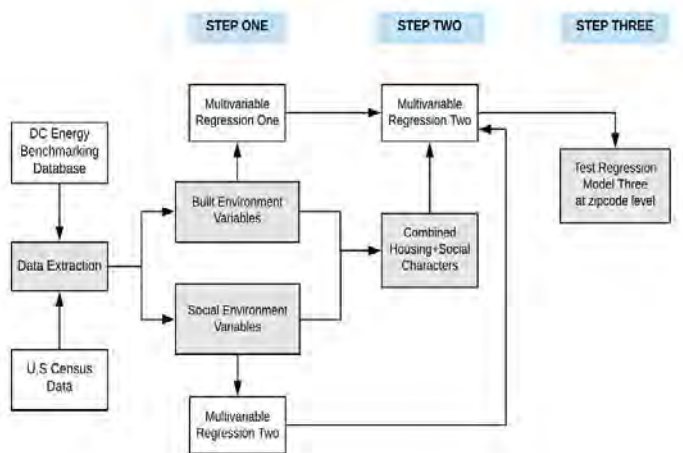 STEP ONE
STEP TWO
STEP THREE
Multivariable
Regression One
Multivariable
Regression Two
DC Energy
Benchmarking
Database
Test Regression
Model Three
at zipcode level
Built Environment
Variables
Combined
Housing+Social
Characters
Data Extraction
Social Environment
Variables
U.S Census
Data
Multivariable
Regression Two